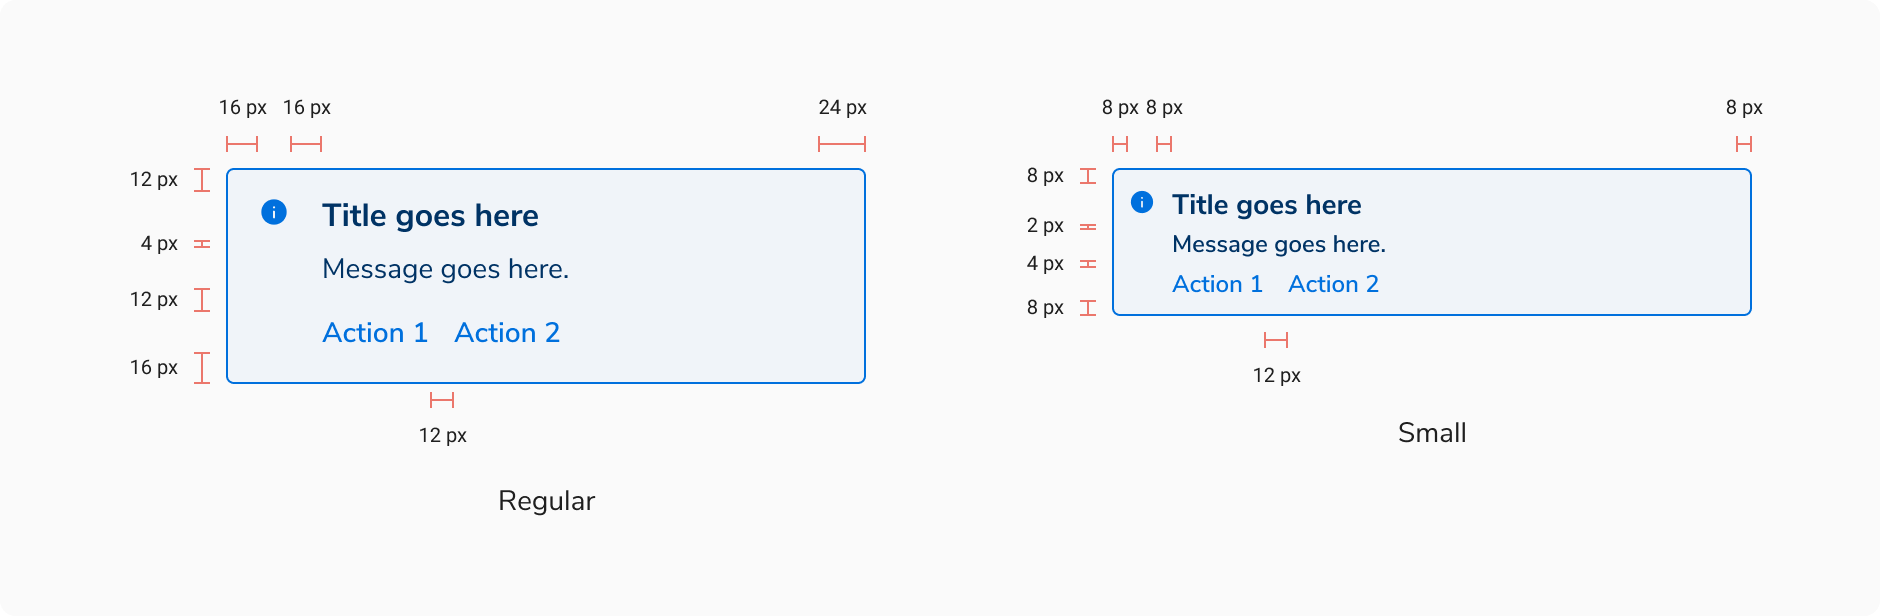 16 px 16 px 24 px
12 px
Title goes here
4 px
Message goes here.
12 px
Action 1 Action 2
16 px
12 px
Regular
8 px 8 px 8 px
8 px
Title goes here
2 px
Message goes here.
4 px
Action 1 Action 2
8 px
12 px
Small